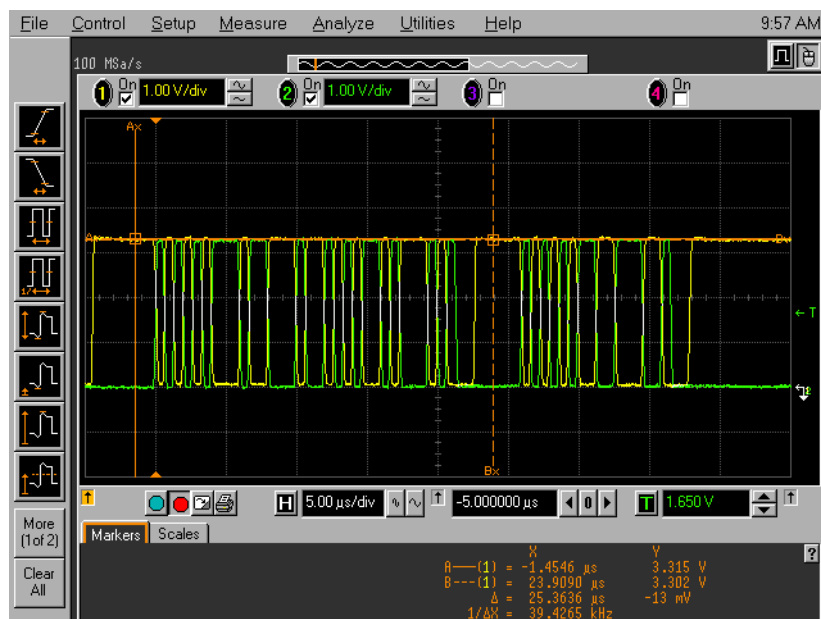 File Control Setup Measure Analyze Utilities Help 9:57 AM
100 MSa/s
1 On 1.00 V/div 2 On 1.00 V/div 3 On 4 On
Ax
A B
T
Bx
H 5.00 µs/div -5.000000 µs 0 T 1.650 V
More
(1 of 2)
Markers Scales
?
Clear
All
X Y
A——(1) = -1.4546 µs 3.315 V
B---(1) = 23.9090 µs 3.302 V
Δ = 25.3636 µs -13 mV
1/ΔX = 39.4265 kHz